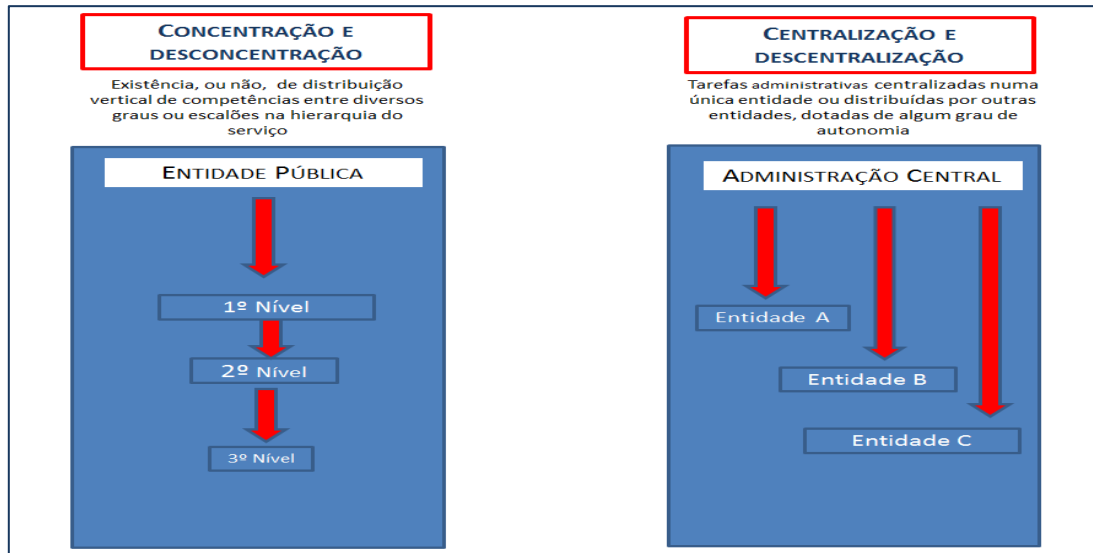 CONCENTRAÇÃO E
DESCONCENTRAÇÃO
Existência, ou não, de distribuição
vertical de competências entre diversos
graus ou escalões na hierarquia do
serviço
ENTIDADE PÚBLICA
1º Nível
2º Nível
3º Nível
CENTRALIZAÇÃO E
DESCENTRALIZAÇÃO
Tarefas administrativas centralizadas numa
única entidade ou distribuídas por outras
entidades, dotadas de algum grau de
autonomia
ADMINISTRAÇÃO CENTRAL
Entidade A
Entidade B
Entidade C